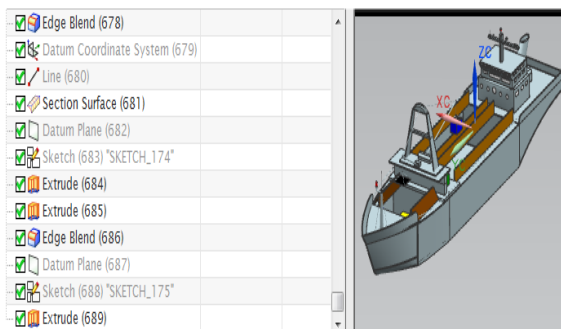 Edge Blend (678)
Datum Coordinate System (679)
Line (680)
Section Surface (681)
Datum Plane (682)
Sketch (683) "SKETCH_174"
Extrude (684)
Extrude (685)
Edge Blend (686)
Datum Plane (687)
Sketch (688) "SKETCH_175"
Extrude (689)
ZC
XC